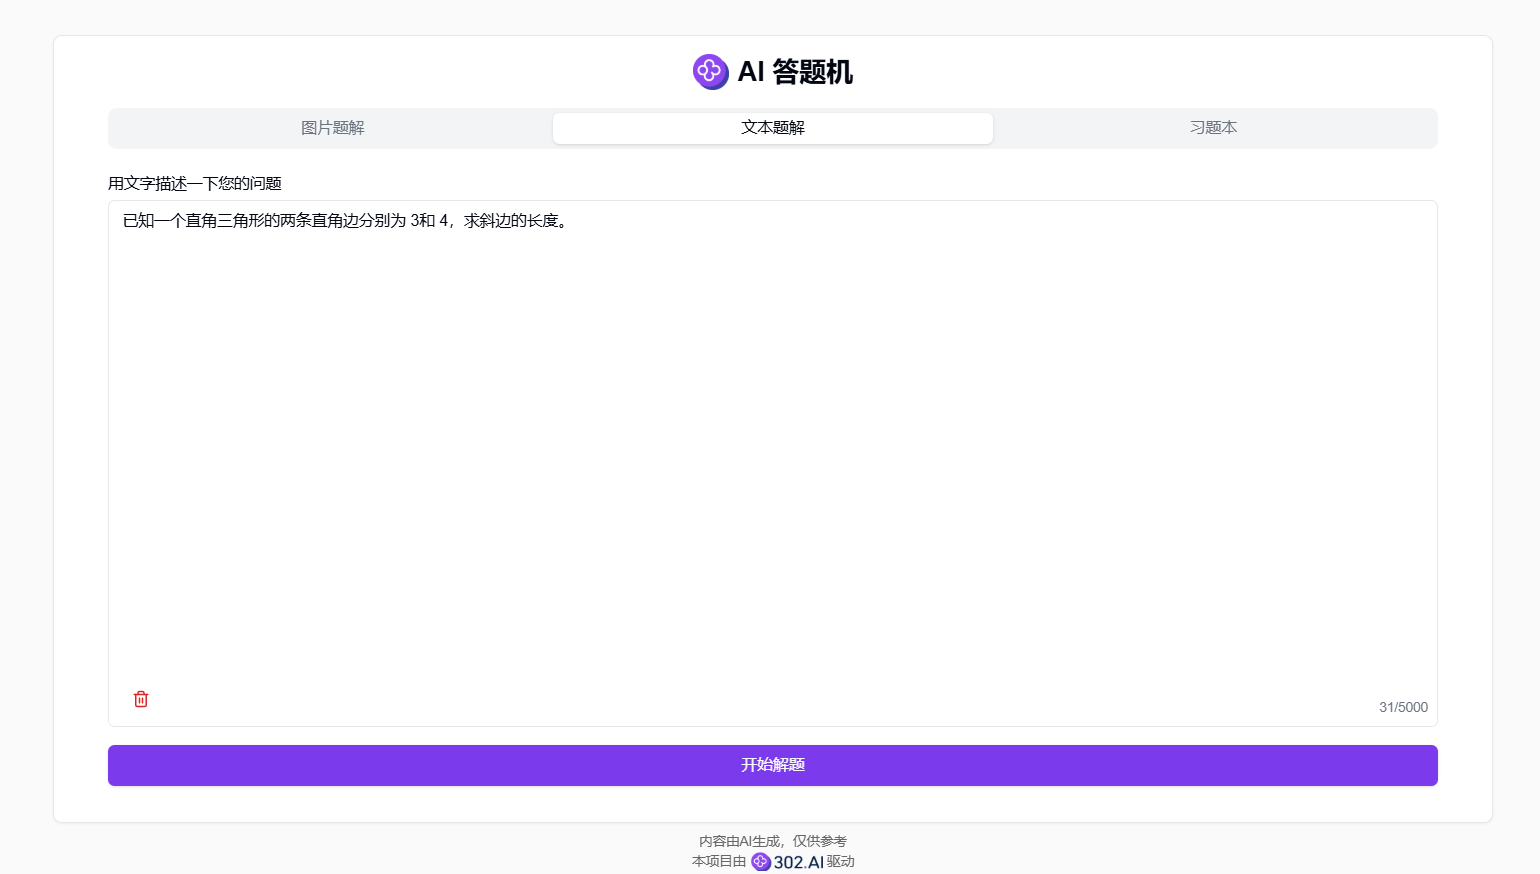 AI 答题机
图片题解
文本题解
习题本
用文字描述一下您的问题
已知一个直角三角形的两条直角边分别为 3和 4，求斜边的长度。
31/5000
开始解题
内容由AI生成，仅供参考
本项目由 302.AI 驱动